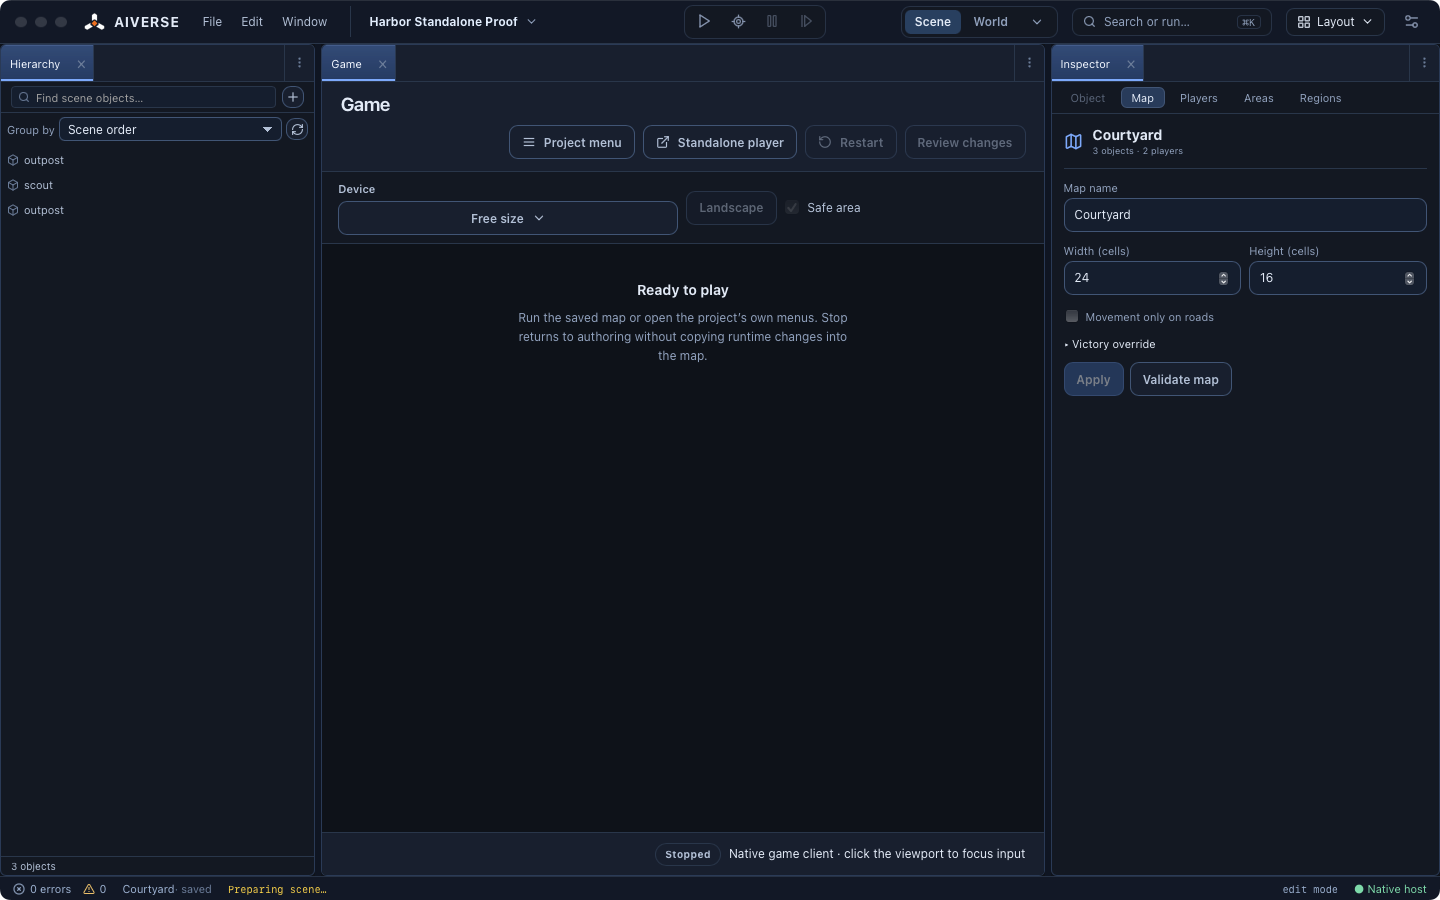 AIVERSE File Edit Window Harbor Standalone Proof Scene World Search or run... ⌘K Layout
Hierarchy
Find scene objects...
Group by Scene order
outpost
scout
outpost
3 objects
Game
Game
Project menu Standalone player Restart Review changes
Device
Free size Landscape Safe area
Ready to play
Run the saved map or open the project's own menus. Stop
returns to authoring without copying runtime changes into
the map.
Stopped Native game client · click the viewport to focus input
Inspector
Object Map Players Areas Regions
Courtyard
3 objects · 2 players
Map name
Courtyard
Width (cells) Height (cells)
24 16
Movement only on roads
Victory override
Apply Validate map
0 errors 0 Courtyard · saved Preparing scene… edit mode Native host